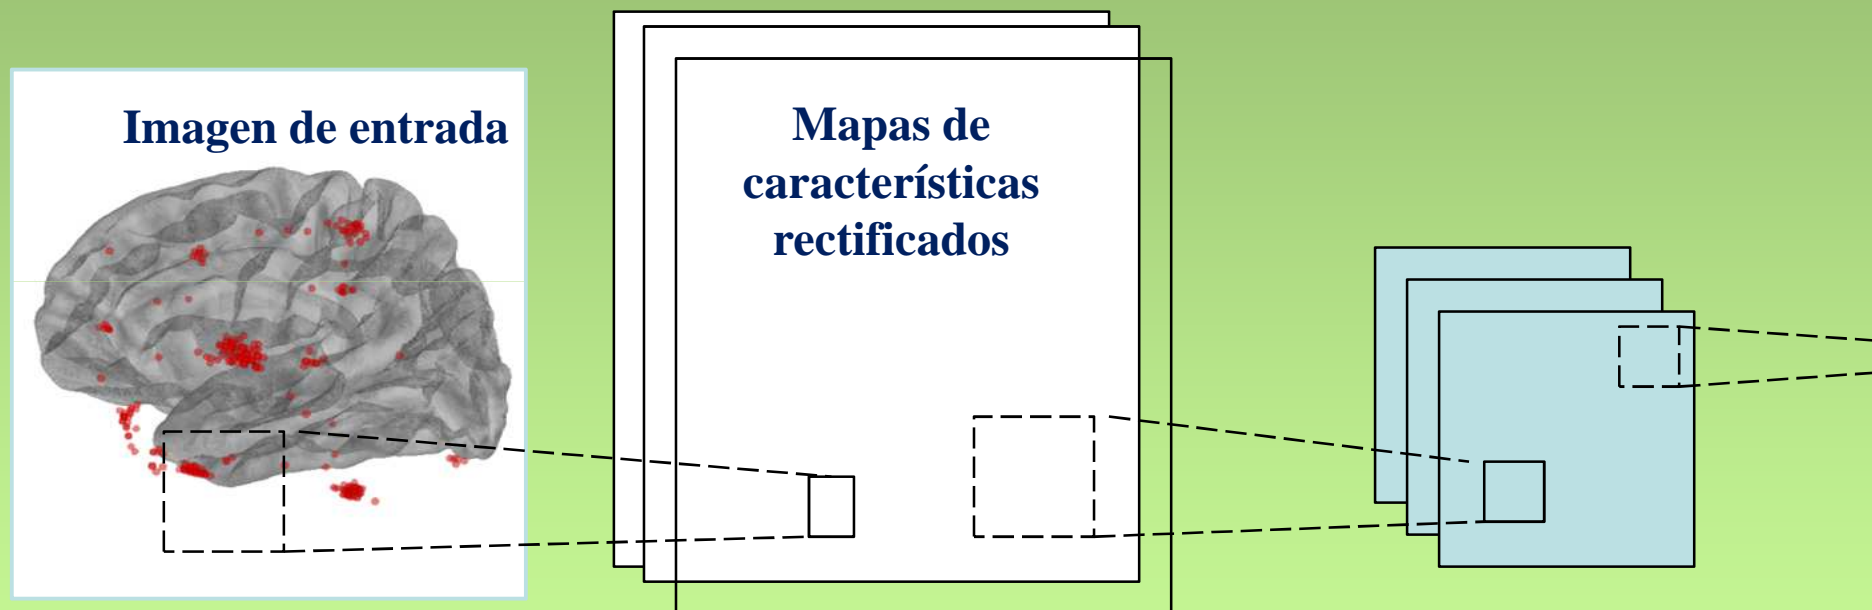 Imagen de entrada
Mapas de
características
rectificados